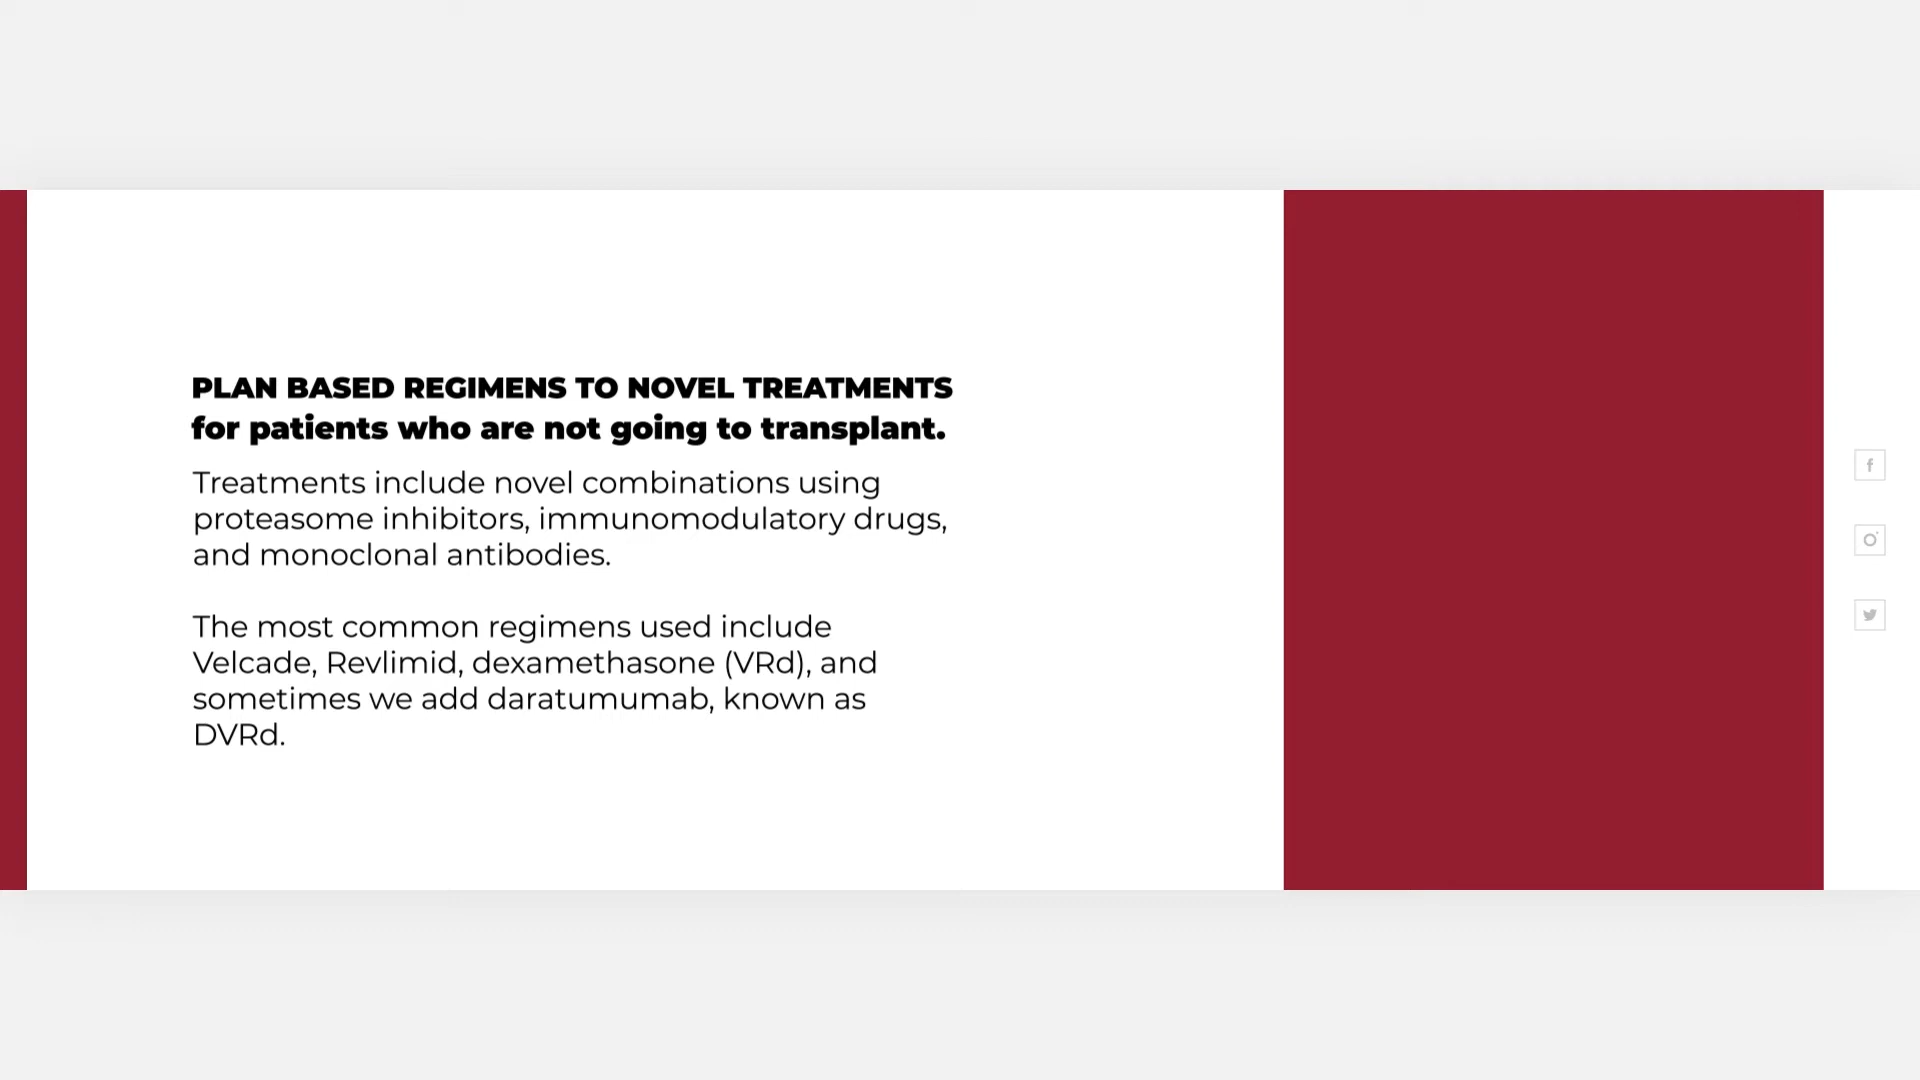 PLAN BASED REGIMENS TO NOVEL TREATMENTS
for patients who are not going to transplant.
Treatments include novel combinations using
proteasome inhibitors, immunomodulatory drugs,
and monoclonal antibodies.
The most common regimens used include
Velcade, Revlimid, dexamethasone (VRd), and
sometimes we add daratumumab, known as
DVRd.